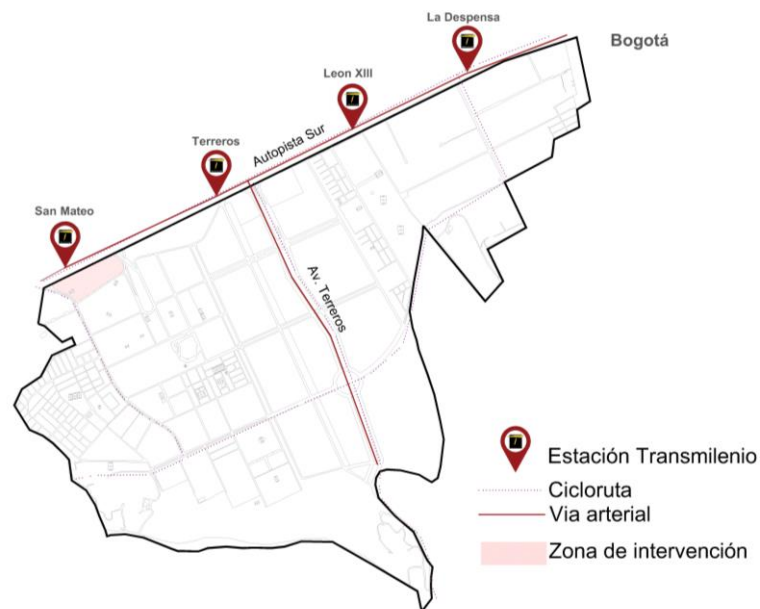 La Despensa
Bogotá
Leon XIII
Terreros
Autopista Sur
San Mateo
Av. Terreros
Estación Transmilenio
Cicloruta
Via arterial
Zona de intervención